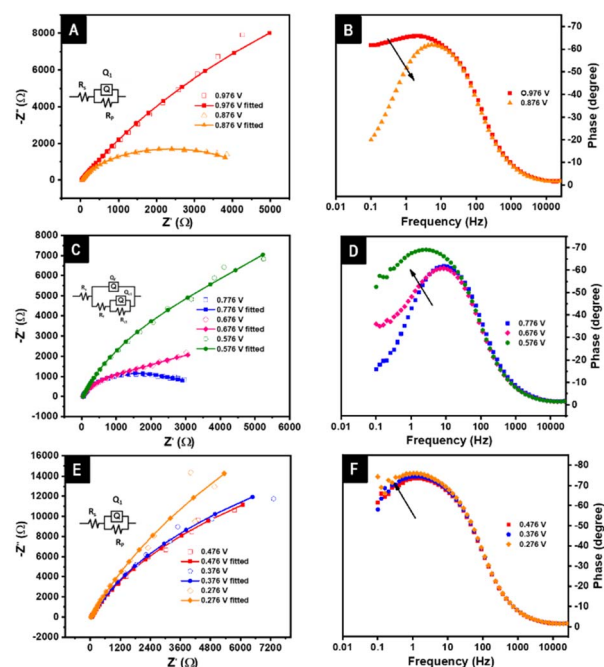 A
-Z'' (Ω)
8000
6000
4000
2000
0
0 1000 2000 3000 4000 5000
Z' (Ω)
Q1
Rs
Rp
0.976 V
0.976 V fitted
0.876 V
0.876 V fitted
B
Phase (degree)
-70
-60
-50
-40
-30
-20
-10
0
0.01 0.1 1 10 100 1000 10000
Frequency (Hz)
0.976 V
0.876 V
C
-Z'' (Ω)
8000
7000
6000
5000
4000
3000
2000
1000
0
-1000
0 1000 2000 3000 4000 5000 6000
Z' (Ω)
Rs
0.776 V
0.776 V fitted
0.676 V
0.676 V fitted
0.576 V
0.576 V fitted
D
Phase (degree)
-70
-60
-50
-40
-30
-20
-10
0
0.01 0.1 1 10 100 1000 10000
Frequency (Hz)
0.776 V
0.676 V
0.576 V
E
-Z'' (Ω)
16000
14000
12000
10000
8000
6000
4000
2000
0
-2000
0 1200 2400 3600 4800 6000 7200
Z' (Ω)
Q1
Rs
Rp
0.476 V
0.476 V fitted
0.376 V
0.376 V fitted
0.276 V
0.276 V fitted
F
Phase (degree)
-80
-70
-60
-50
-40
-30
-20
-10
0
0.01 0.1 1 10 100 1000 10000
Frequency (Hz)
0.476 V
0.376 V
0.276 V